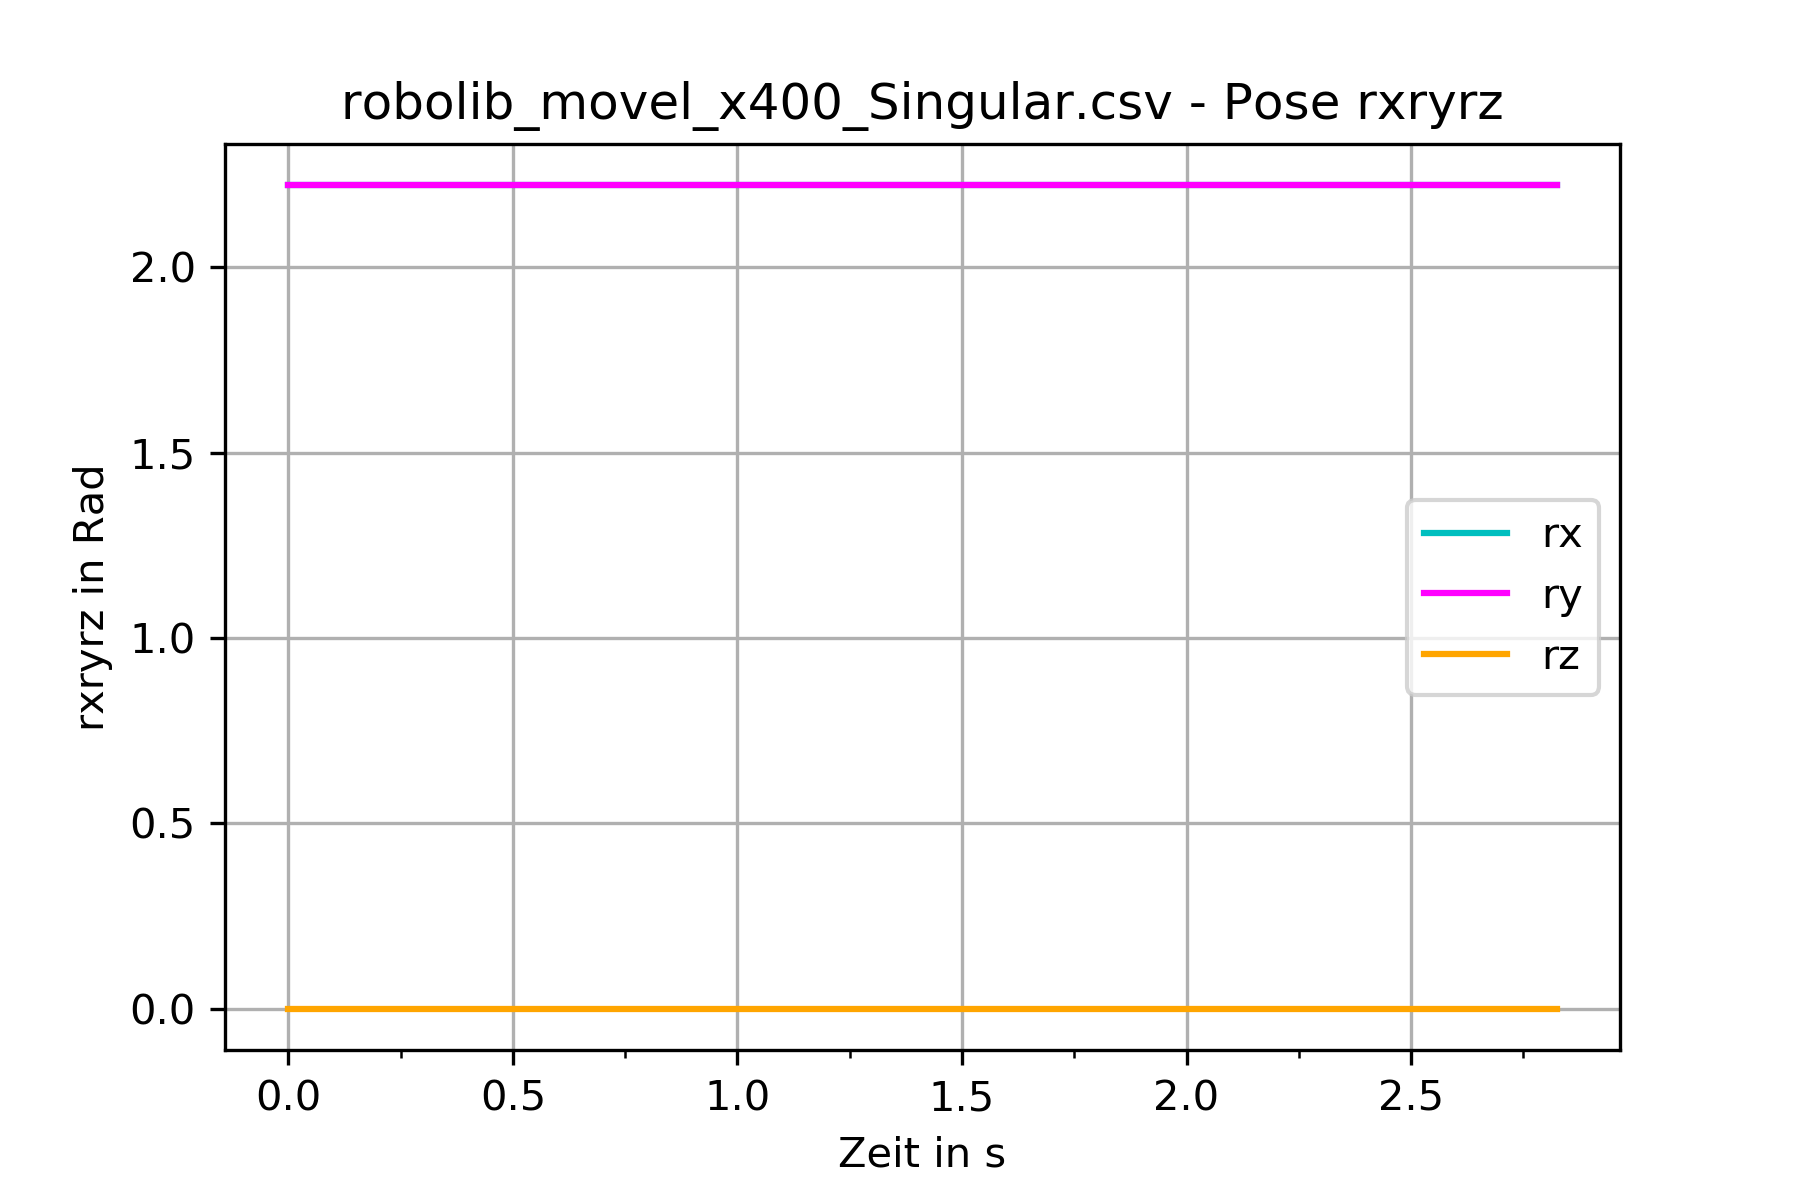 robolib_movel_x400_Singular.csv - Pose rxryrz
rxryrz in Rad
2.0
1.5
1.0
0.5
0.0
rx
ry
rz
0.0 0.5 1.0 1.5 2.0 2.5
Zeit in s